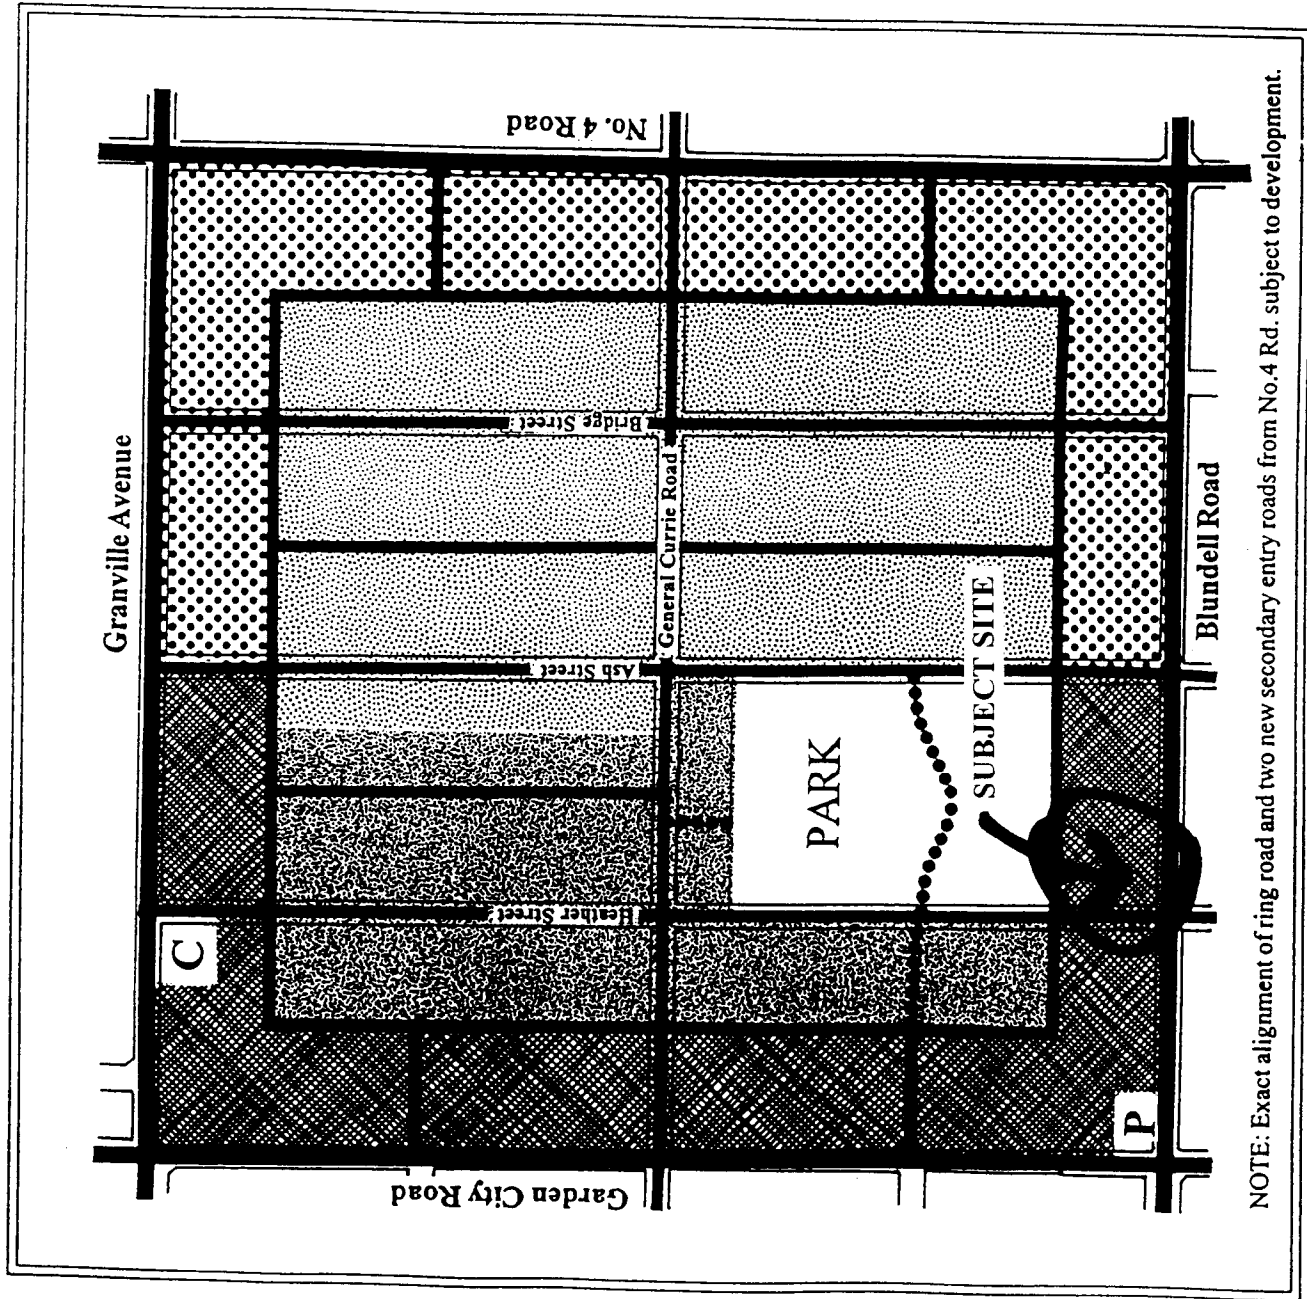 Granville Avenue
No. 4 Road
Bridge Street
General Currie Road
Ash Street
Heather Street
C
PARK
SUBJECT SITE
Garden City Road
P
Blundell Road
NOTE: Exact alignment of ring road and two new secondary entry roads from No.4 Rd. subject to development.